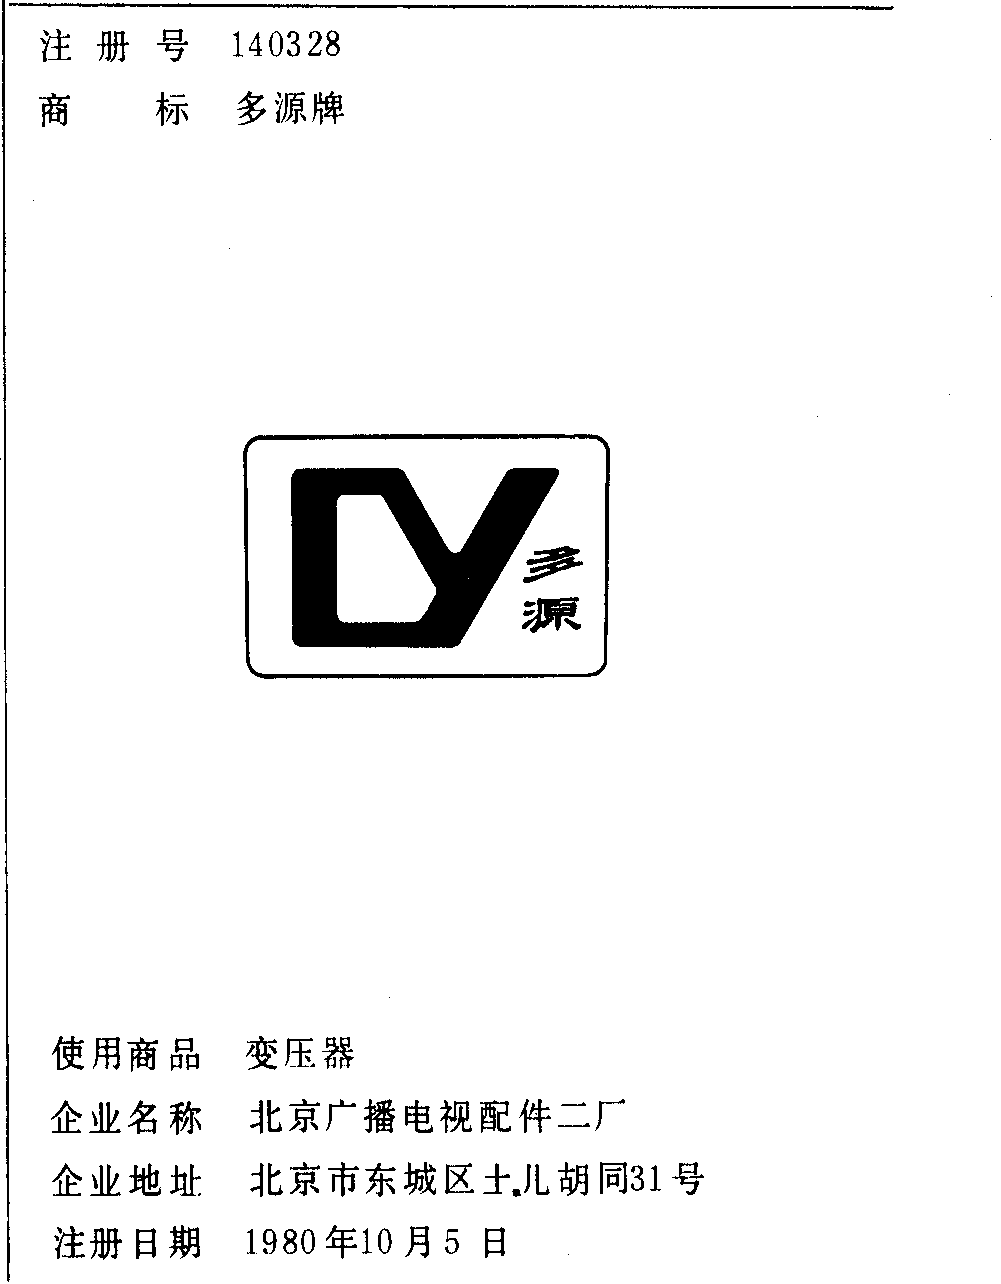 注册号 140328
商标 多源牌
DY
多
源
使用商品 变压器
企业名称 北京广播电视配件二厂
企业地址 北京市东城区土儿胡同31号
注册日期 1980年10月5日